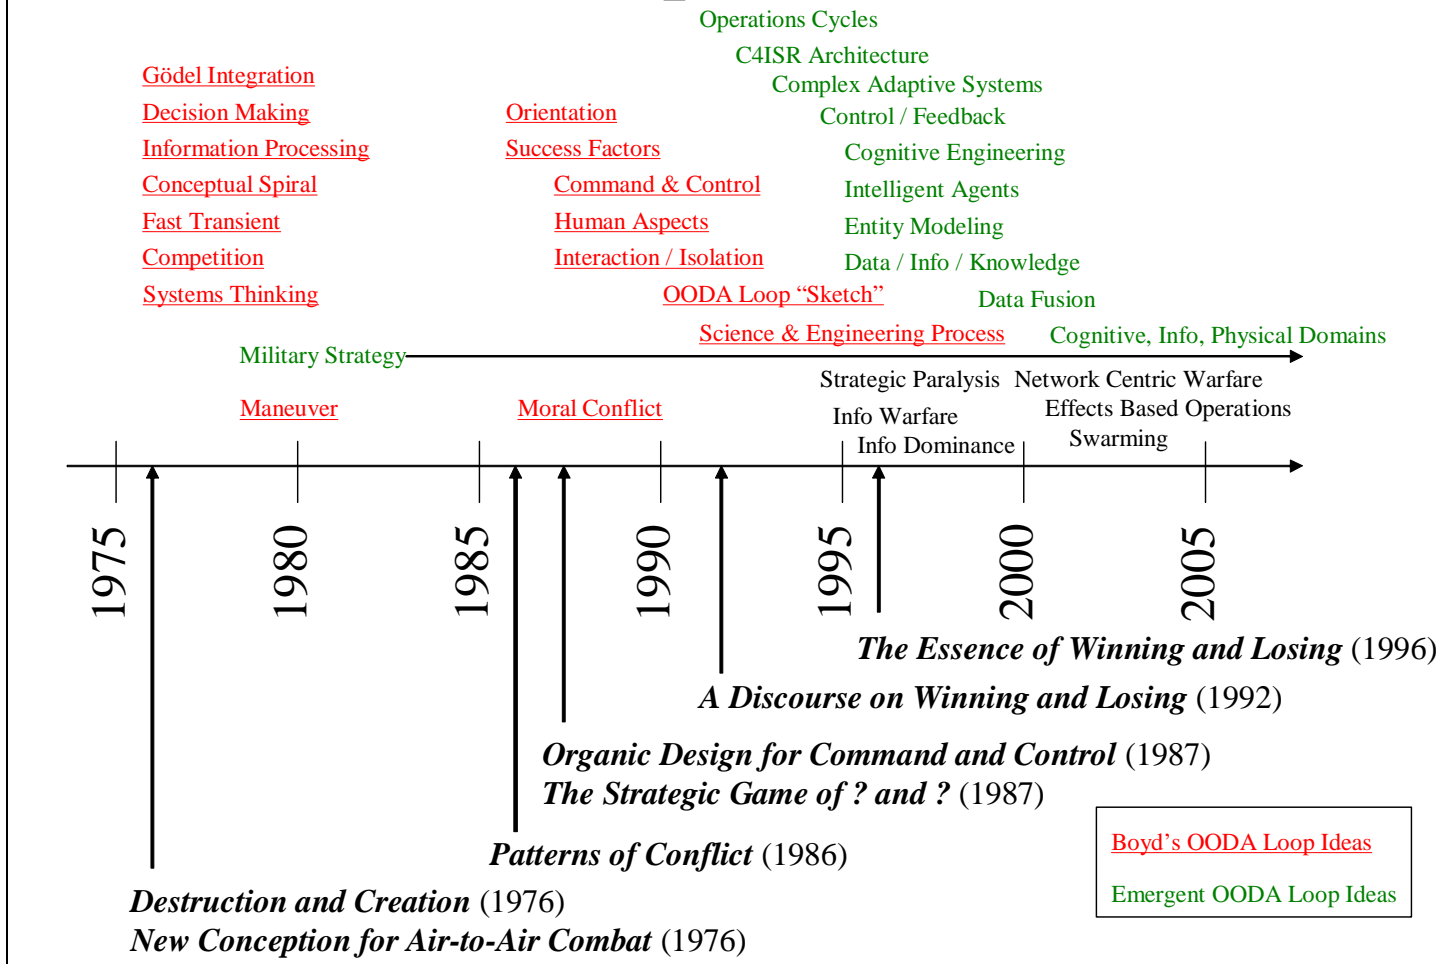 Operations Cycles
C4ISR Architecture
Gödel Integration
Complex Adaptive Systems
Decision Making
Orientation
Control / Feedback
Information Processing
Success Factors
Cognitive Engineering
Conceptual Spiral
Command & Control
Intelligent Agents
Fast Transient
Human Aspects
Entity Modeling
Competition
Interaction / Isolation
Data / Info / Knowledge
Systems Thinking
OODA Loop “Sketch”
Data Fusion
Science & Engineering Process
Cognitive, Info, Physical Domains
Military Strategy
Strategic Paralysis
Network Centric Warfare
Maneuver
Moral Conflict
Info Warfare
Effects Based Operations
Info Dominance
Swarming
1975
1980
1985
1990
1995
2000
2005
The Essence of Winning and Losing (1996)
A Discourse on Winning and Losing (1992)
Organic Design for Command and Control (1987)
The Strategic Game of ? and ? (1987)
Patterns of Conflict (1986)
Destruction and Creation (1976)
New Conception for Air-to-Air Combat (1976)
Boyd’s OODA Loop Ideas
Emergent OODA Loop Ideas